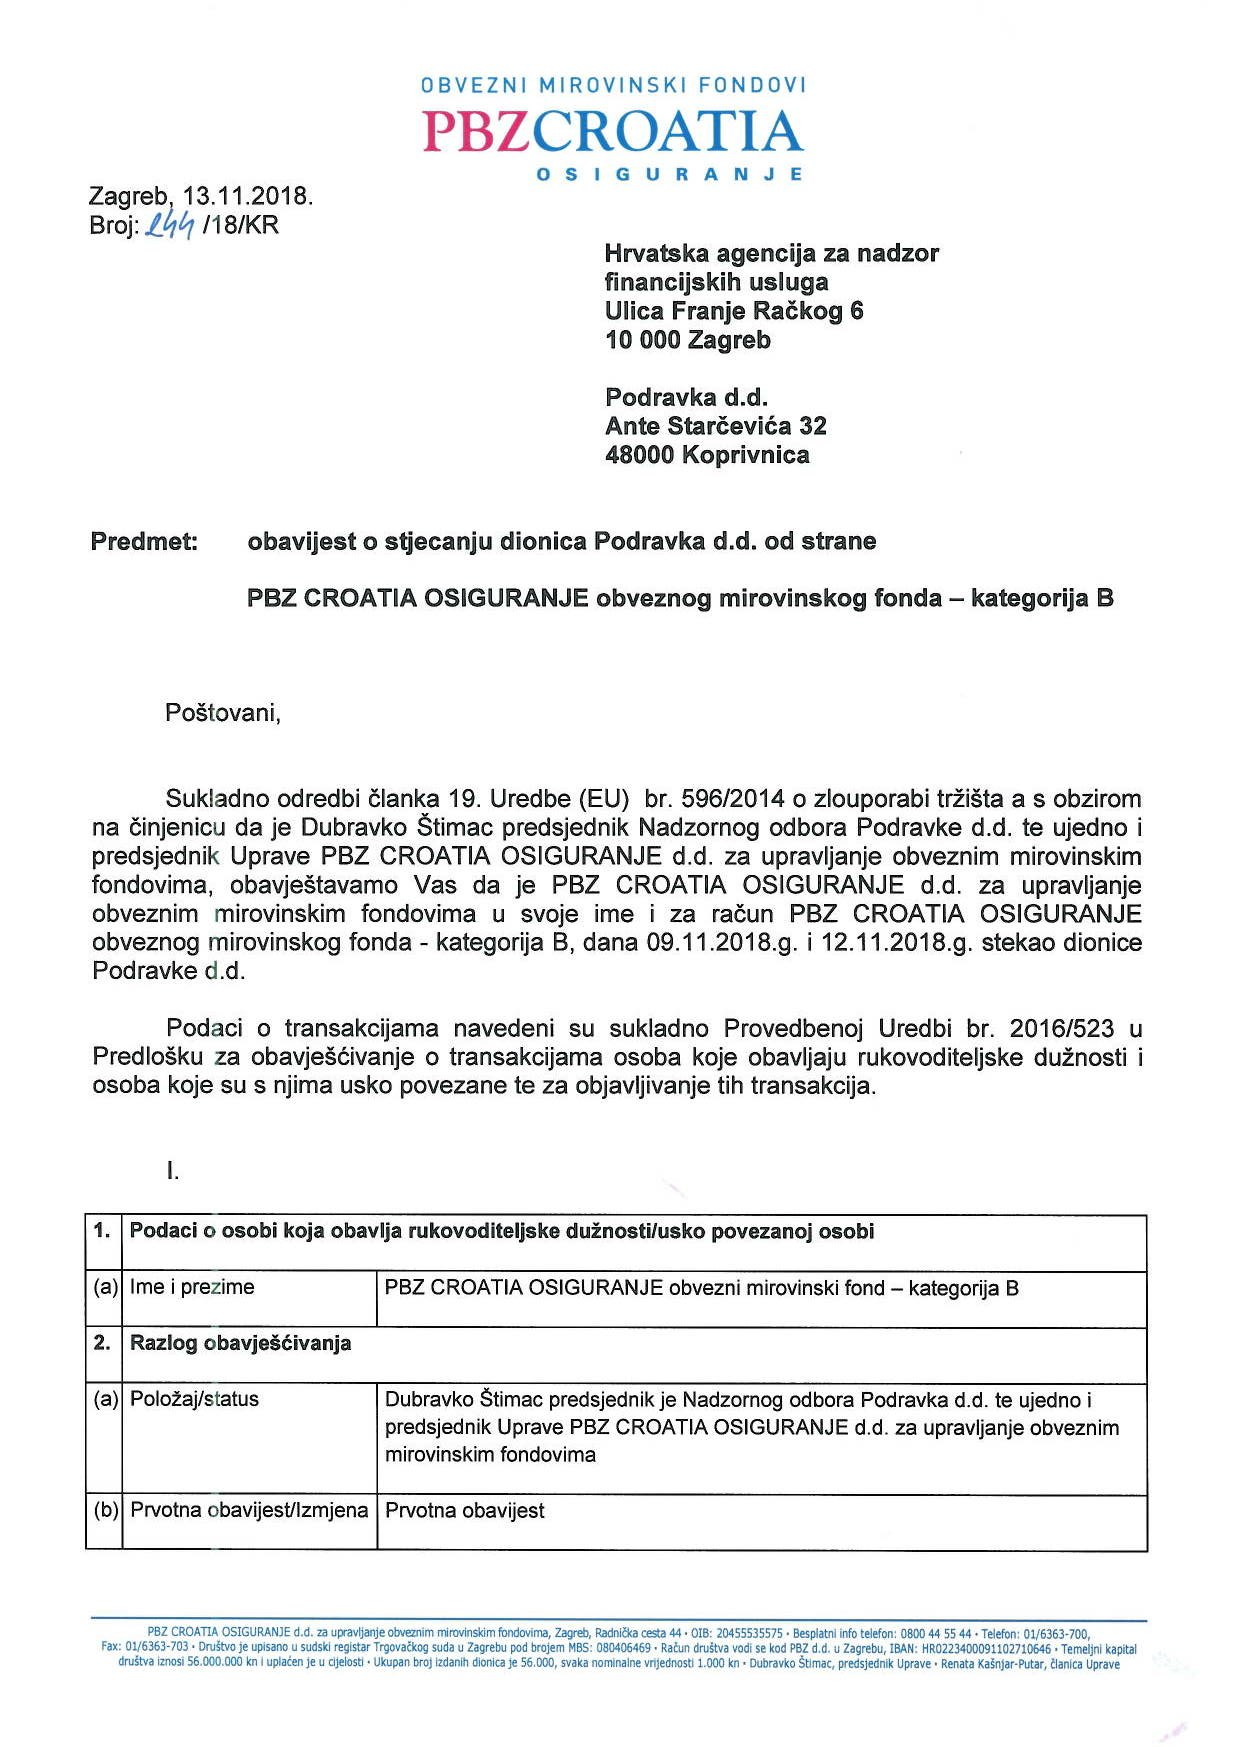 OBVEZNI MIROVINSKI FONDOVI
PBZCROATIA
OSIGURANJE
Zagreb, 13.11.2018.
Broj: 244 /18/KR
Hrvatska agencija za nadzor
financijskih usluga
Ulica Franje Račkog 6
10 000 Zagreb
Podravka d.d.
Ante Starčevića 32
48000 Koprivnica
Predmet: obavijest o stjecanju dionica Podravka d.d. od strane
PBZ CROATIA OSIGURANJE obveznog mirovinskog fonda – kategorija B
Poštovani,
Sukladno odredbi članka 19. Uredbe (EU) br. 596/2014 o zlouporabi tržišta a s obzirom
na činjenicu da je Dubravko Štimac predsjednik Nadzornog odbora Podravke d.d. te ujedno i
predsjednik Uprave PBZ CROATIA OSIGURANJE d.d. za upravljanje obveznim mirovinskim
fondovima, obavještavamo Vas da je PBZ CROATIA OSIGURANJE d.d. za upravljanje
obveznim mirovinskim fondovima u svoje ime i za račun PBZ CROATIA OSIGURANJE
obveznog mirovinskog fonda - kategorija B, dana 09.11.2018.g. i 12.11.2018.g. stekao dionice
Podravke d.d.
Podaci o transakcijama navedeni su sukladno Provedbenoj Uredbi br. 2016/523 u
Predlošku za obavješćivanje o transakcijama osoba koje obavljaju rukovoditeljske dužnosti i
osoba koje su s njima usko povezane te za objavljivanje tih transakcija.
I.
1. Podaci o osobi koja obavlja rukovoditeljske dužnosti/usko povezanoj osobi
(a) Ime i prezime PBZ CROATIA OSIGURANJE obvezni mirovinski fond – kategorija B
2. Razlog obavješćivanja
(a) Položaj/status Dubravko Štimac predsjednik je Nadzornog odbora Podravka d.d. te ujedno i
predsjednik Uprave PBZ CROATIA OSIGURANJE d.d. za upravljanje obveznim
mirovinskim fondovima
(b) Prvotna obavijest/Izmjena Prvotna obavijest
PBZ CROATIA OSIGURANJE d.d. za upravljanje obveznim mirovinskim fondovima, Zagreb, Radnička cesta 44 • OIB: 20455535575 • Besplatni info telefon: 0800 44 55 44 • Telefon: 01/6363-700,
Fax: 01/6363-703 • Društvo je upisano u sudski registar Trgovačkog suda u Zagrebu pod brojem MBS: 080406469 • Račun društva vodi se kod PBZ d.d. u Zagrebu, IBAN: HR0223400091102710646 • Temeljni kapital
društva iznosi 56.000.000 kn i uplaćen je u cijelosti • Ukupan broj izdanih dionica je 56.000, svaka nominalne vrijednosti 1.000 kn • Dubravko Štimac, predsjednik Uprave • Renata Kašnjar-Putar, članica Uprave